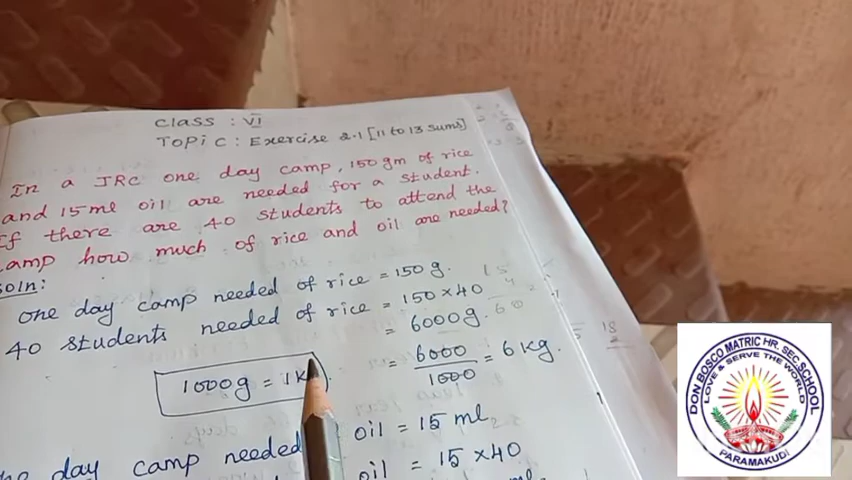 Class : VI
Topic : Exercise 2.1 [11 to 13 sums]
In a JRC one day camp, 150 gm of rice
and 15 ml oil are needed for a student.
If there are 40 students to attend the
camp how much of rice and oil are needed?
Soln:
one day camp needed of rice = 150 g.
40 students needed of rice = 150 × 40
= 6000 g.
= 6000/1000 = 6 kg.
1000g = 1K
day camp needed oil = 15 ml
oil = 15 × 40
ml
DON BOSCO MATRIC HR. SEC SCHOOL
LOVE & SERVE THE WORLD
PARAMAKUDI